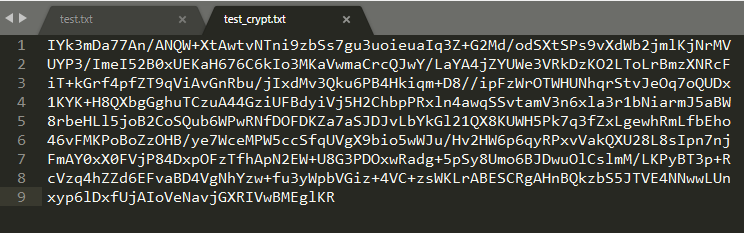 test.txt
test_crypt.txt
1 IYk3mDa77An/ANQW+XtAwtvNTni9zbSs7gu3uoieuaIq3Z+G2Md/odSXtSPs9vXdWb2jmlKjNrMV
2 UYP3/ImeI52B0xUEKaH676C6kIo3MKaVwmaCrcQJwY/LaYA4jZYUWe3VRkDzKO2LToLrBmzXNRcF
3 iT+kGrf4pfZT9qViAvGnRbu/jIxdMv3Qku6PB4Hkiqm+D8//ipFzWrOTWHUNhqrStvJeOq7oQUDx
4 1KYK+H8QXbgGghuTCzuA44GziUFBdyiVj5H2ChbpPRxln4awqSSvtamV3n6xla3r1bNiarmJ5aBW
5 8rbeHLl5joB2CoSQub6WPwRNfDOFDKZa7aSJDJvLbYkGl21QX8KUWH5Pk7q3fZxLgewhRmLfbEho
6 46vFMKPoBoZzOHB/ye7WceMPW5ccSfqUVgX9bio5wWJu/Hv2HW6p6qyRPxvVakQXU28L8sIpn7nj
7 FmAY0xX0FVjP84DxpOFzTfhApN2EW+U8G3PDOxwRadg+5pSy8Umo6BJDwuOlCslmM/LKPyBT3p+R
8 cVzq4hZZd6EFvaBD4VgNhYzw+fu3yWpbVGiz+4VC+zsWKLrABESCRgAHnBQkzbS5JTVE4NNwwLUn
9 xyp6lDxfUjAIoVeNavjGXRIVwBMEglKR